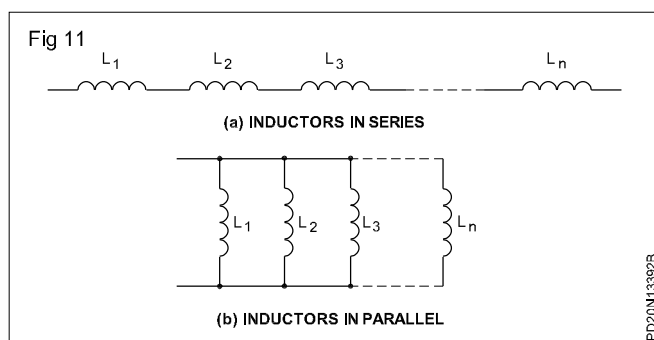 Fig 11
L1 L2 L3 Ln
(a) INDUCTORS IN SERIES
L1 L2 L3 Ln
(b) INDUCTORS IN PARALLEL
PD20N13392B